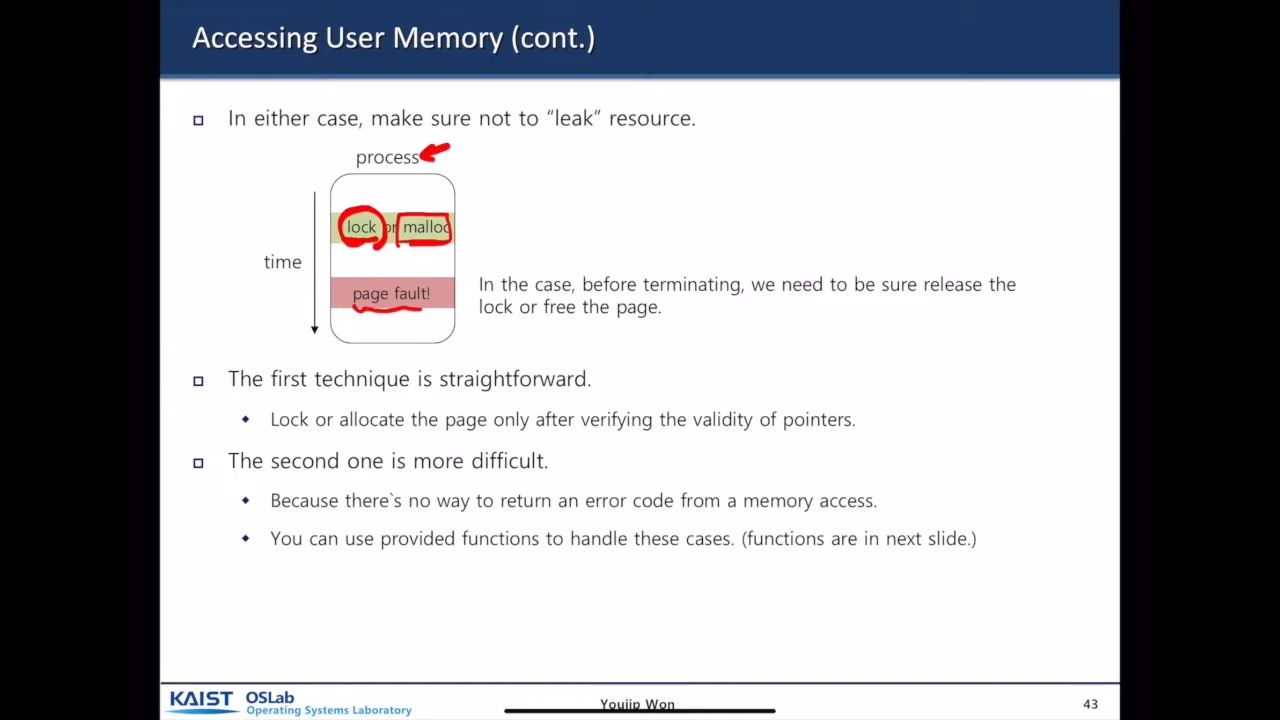 Accessing User Memory (cont.)
In either case, make sure not to “leak” resource.
process
lock or malloc
time
page fault!
In the case, before terminating, we need to be sure release the
lock or free the page.
The first technique is straightforward.
Lock or allocate the page only after verifying the validity of pointers.
The second one is more difficult.
Because there`s no way to return an error code from a memory access.
You can use provided functions to handle these cases. (functions are in next slide.)
KAIST OSLab
Operating Systems Laboratory
Youjip Won
43